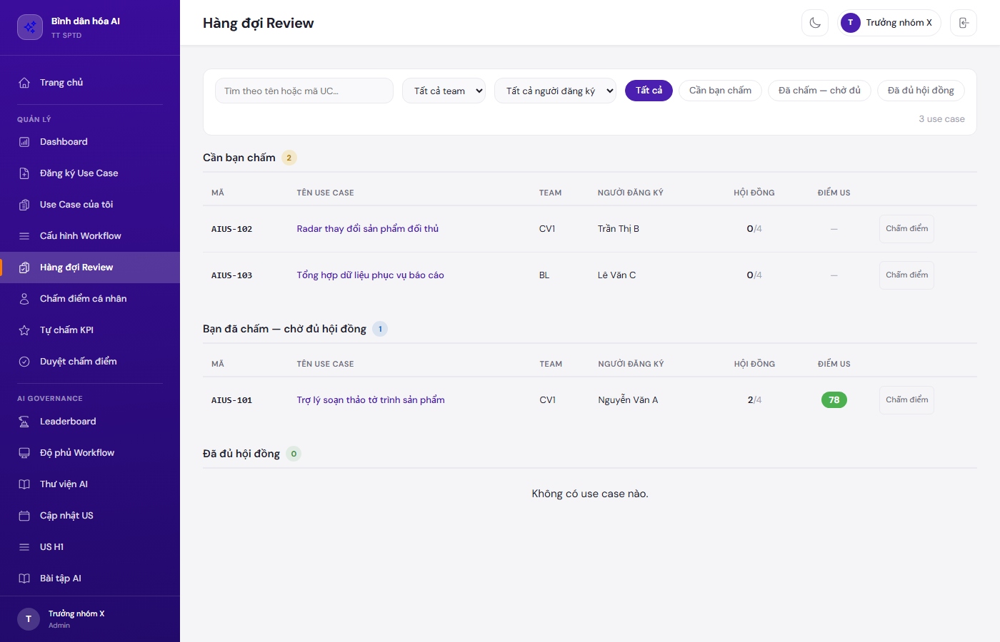 Bình dân hóa AI
TT SPTD
Trang chủ
QUẢN LÝ
Dashboard
Đăng ký Use Case
Use Case của tôi
Cấu hình Workflow
Hàng đợi Review
Chấm điểm cá nhân
Tự chấm KPI
Duyệt chấm điểm
AI GOVERNANCE
Leaderboard
Độ phủ Workflow
Thư viện AI
Cập nhật US
US H1
Bài tập AI
T
Trưởng nhóm X
Admin
Hàng đợi Review
T Trưởng nhóm X
Tìm theo tên hoặc mã UC... Tất cả team Tất cả người đăng ký Tất cả Cần bạn chấm Đã chấm — chờ đủ Đã đủ hội đồng
3 use case
Cần bạn chấm 2
MÃ TÊN USE CASE TEAM NGƯỜI ĐĂNG KÝ HỘI ĐỒNG ĐIỂM US
AIUS-102 Radar thay đổi sản phẩm đối thủ CV1 Trần Thị B 0/4 — Chấm điểm
AIUS-103 Tổng hợp dữ liệu phục vụ báo cáo BL Lê Văn C 0/4 — Chấm điểm
Bạn đã chấm — chờ đủ hội đồng 1
MÃ TÊN USE CASE TEAM NGƯỜI ĐĂNG KÝ HỘI ĐỒNG ĐIỂM US
AIUS-101 Trợ lý soạn thảo tờ trình sản phẩm CV1 Nguyễn Văn A 2/4 78 Chấm điểm
Đã đủ hội đồng 0
Không có use case nào.